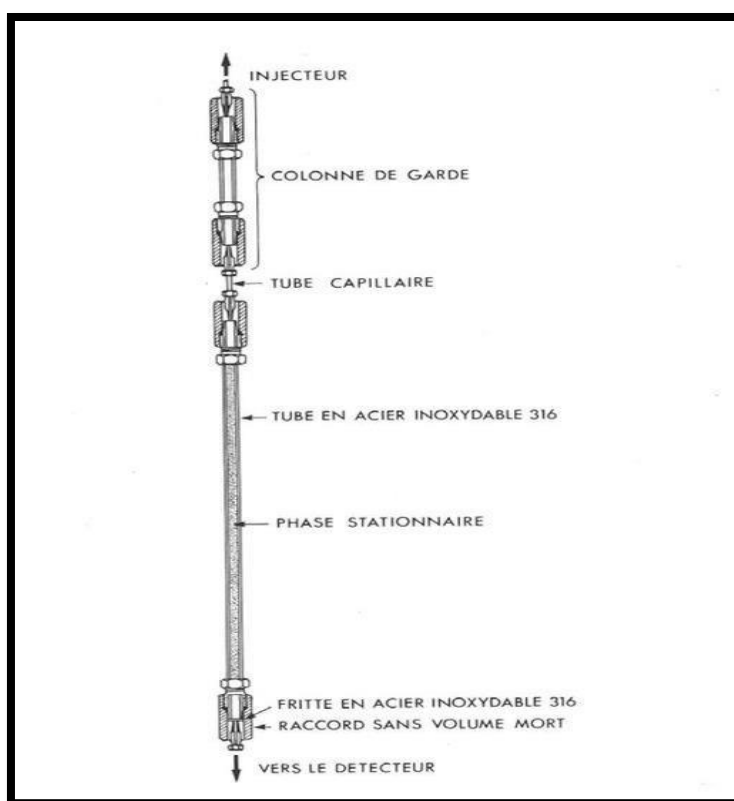 INJECTEUR
COLONNE DE GARDE
TUBE CAPILLAIRE
TUBE EN ACIER INOXYDABLE 316
PHASE STATIONNAIRE
FRITTE EN ACIER INOXYDABLE 316
RACCORD SANS VOLUME MORT
VERS LE DETECTEUR